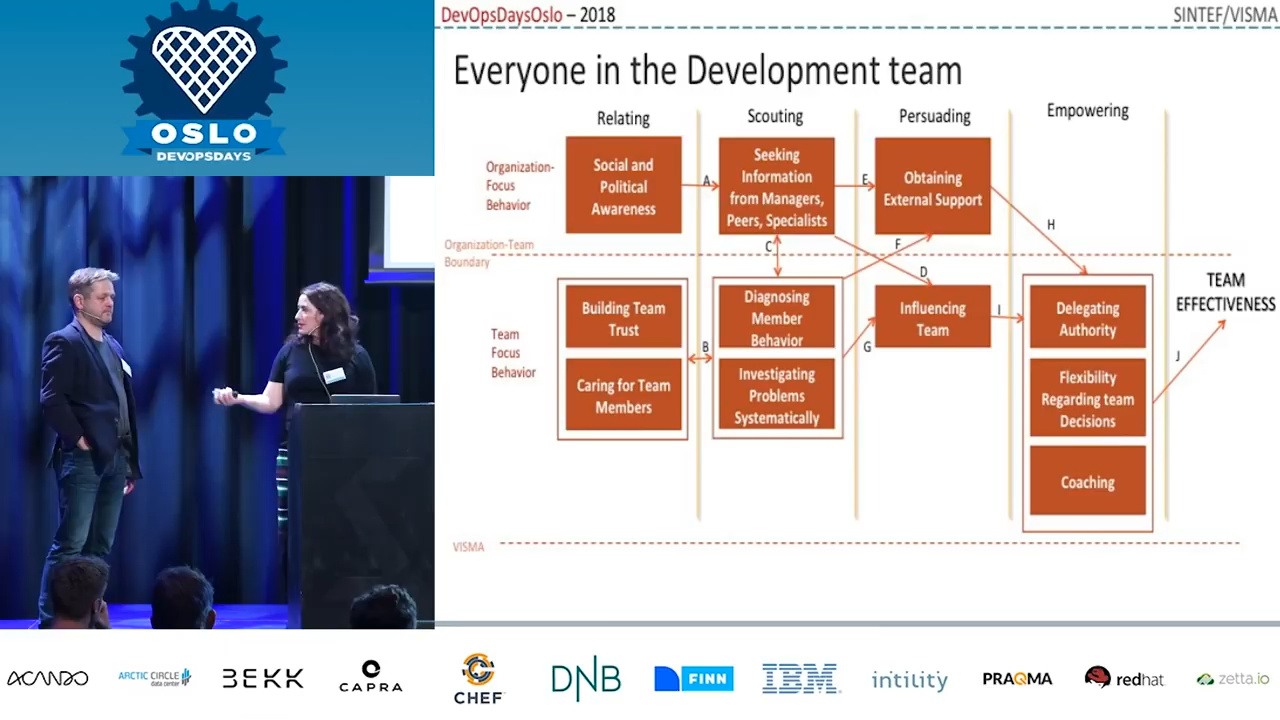 OSLO
DEVOPSDAYS
DevOpsDaysOslo – 2018
SINTEF/VISMA
Everyone in the Development team
Relating
Scouting
Persuading
Empowering
Organization-
Focus
Behavior
Social and
Political
Awareness
A
Seeking
Information
from Managers,
Peers, Specialists
E
Obtaining
External Support
H
Organization-Team
Boundary
C
F
D
TEAM
EFFECTIVENESS
Team
Focus
Behavior
Building Team
Trust
Caring for Team
Members
B
Diagnosing
Member
Behavior
Investigating
Problems
Systematically
G
Influencing
Team
I
Delegating
Authority
Flexibility
Regarding team
Decisions
Coaching
J
VISMA
ACANDO
ARCTIC CIRCLE
data center
BEKK
CAPRA
CHEF
DNB
FINN
IBM
intility
PRAQMA
redhat
zetta.io